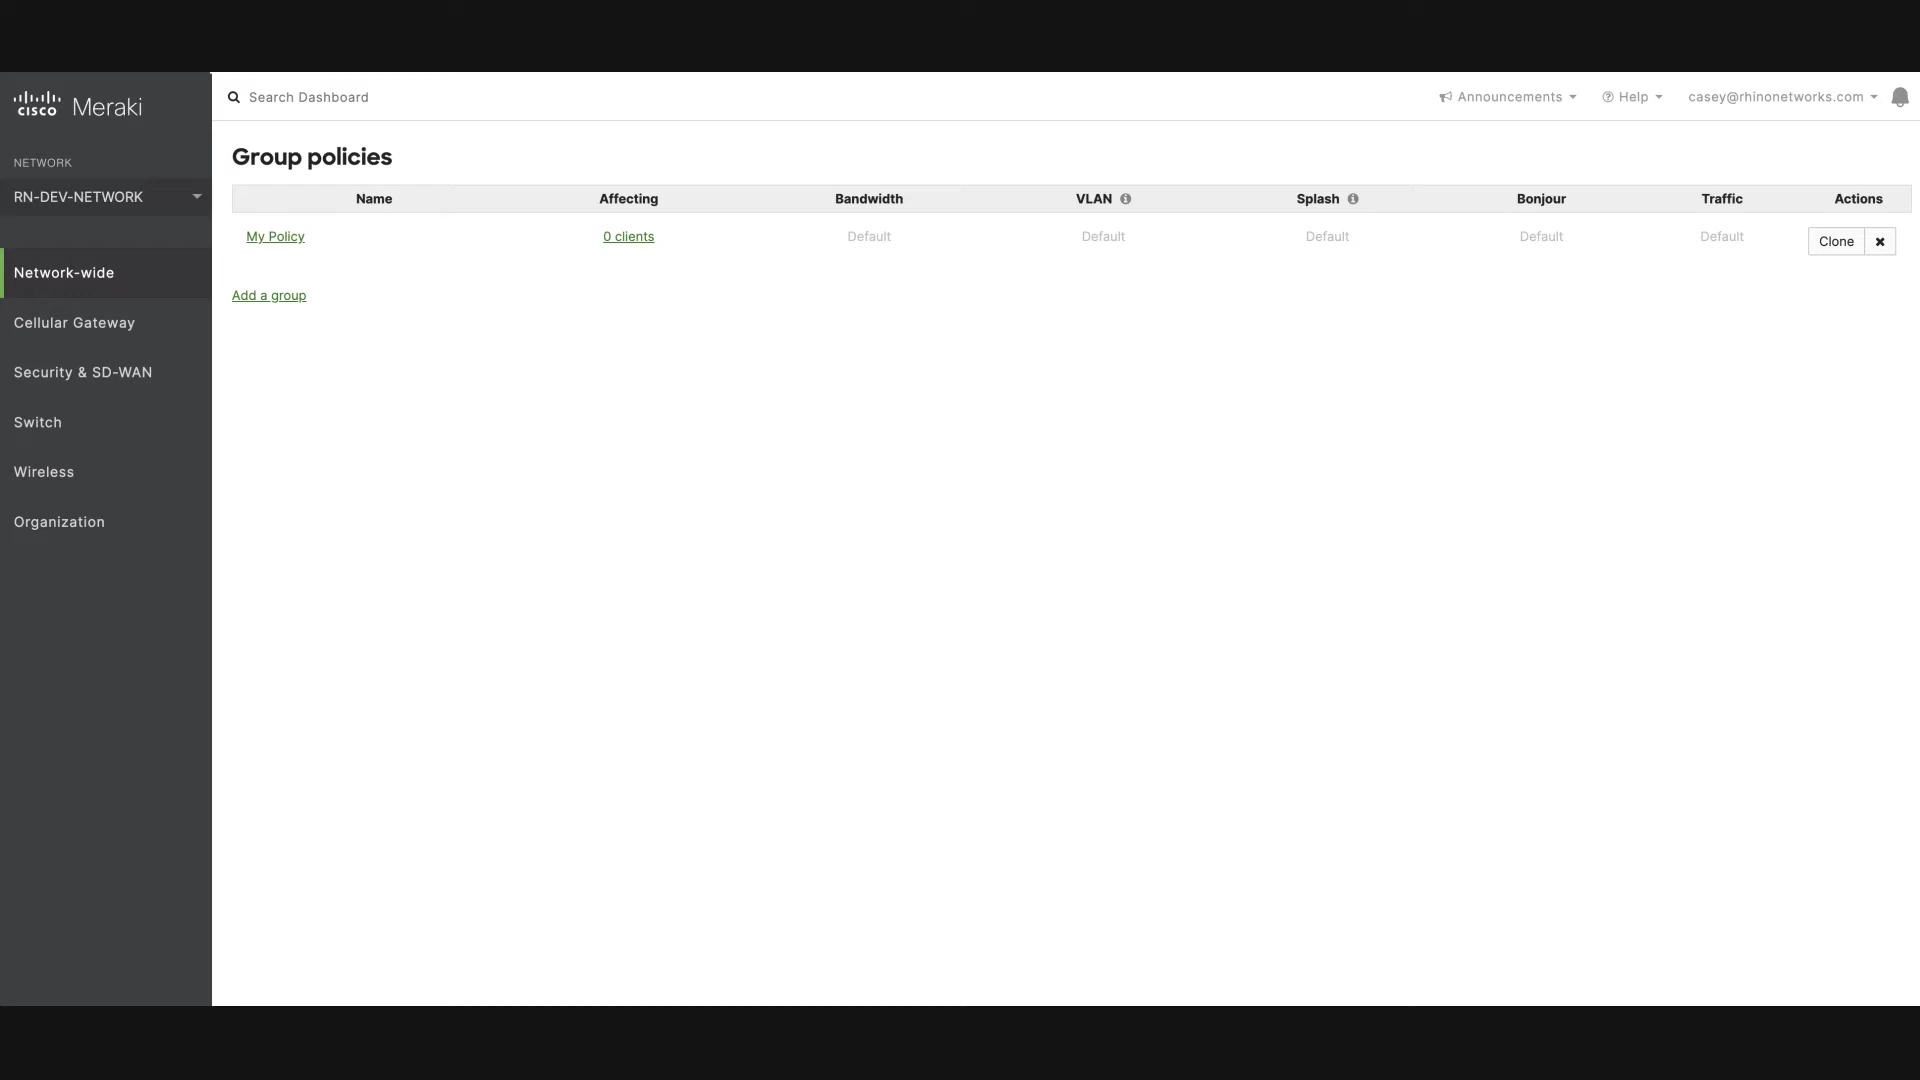 cisco Meraki
Search Dashboard
Announcements
Help
casey@rhinonetworks.com
NETWORK
RN-DEV-NETWORK
Network-wide
Cellular Gateway
Security & SD-WAN
Switch
Wireless
Organization
Group policies
Name Affecting Bandwidth VLAN Splash Bonjour Traffic Actions
My Policy 0 clients Default Default Default Default Default Clone
Add a group